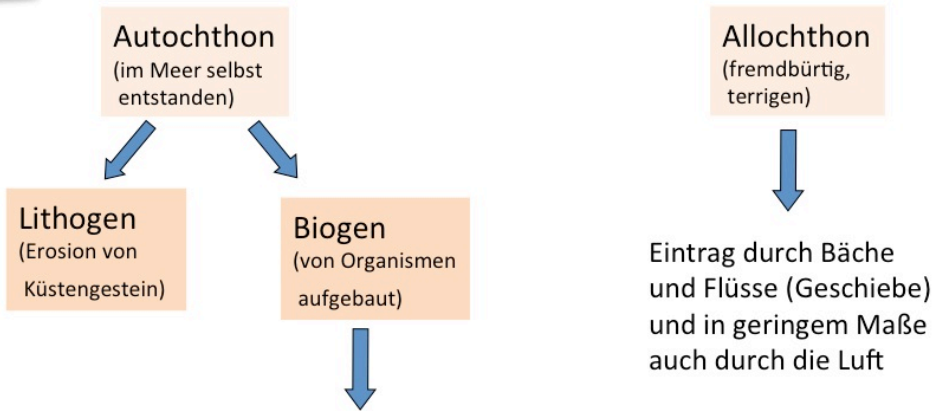 Autochthon
(im Meer selbst
entstanden)
Allochthon
(fremdbürtig,
terrigen)
Lithogen
(Erosion von
Küstengestein)
Biogen
(von Organismen
aufgebaut)
Eintrag durch Bäche
und Flüsse (Geschiebe)
und in geringem Maße
auch durch die Luft